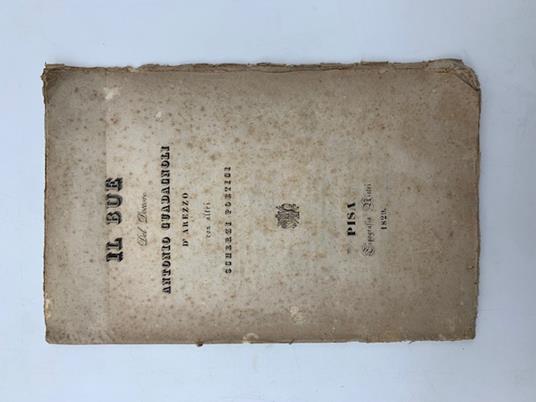 IL BUE
Del Dottore
ANTONIO GUADAGNOLI
D'AREZZO
con altri
SCHERZI POETICI
PISA
Tipografia Nistri
1829.